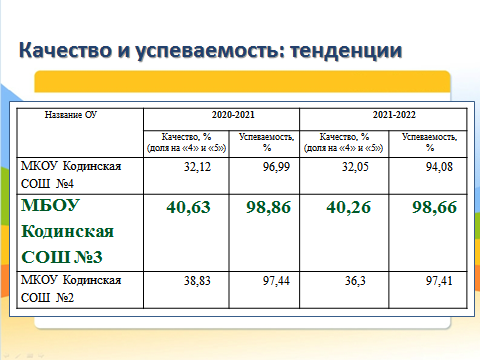 Качество и успеваемость: тенденции
Название ОУ 2020-2021 2021-2022
Качество, % Успеваемость, Качество, % Успеваемость,
(доля на «4» и «5») % (доля на «4» и «5») %
МКОУ Кодинская 32,12 96,99 32,05 94,08
СОШ №4
МБОУ 40,63 98,86 40,26 98,66
Кодинская
СОШ №3
МКОУ Кодинская 38,83 97,44 36,3 97,41
СОШ №2